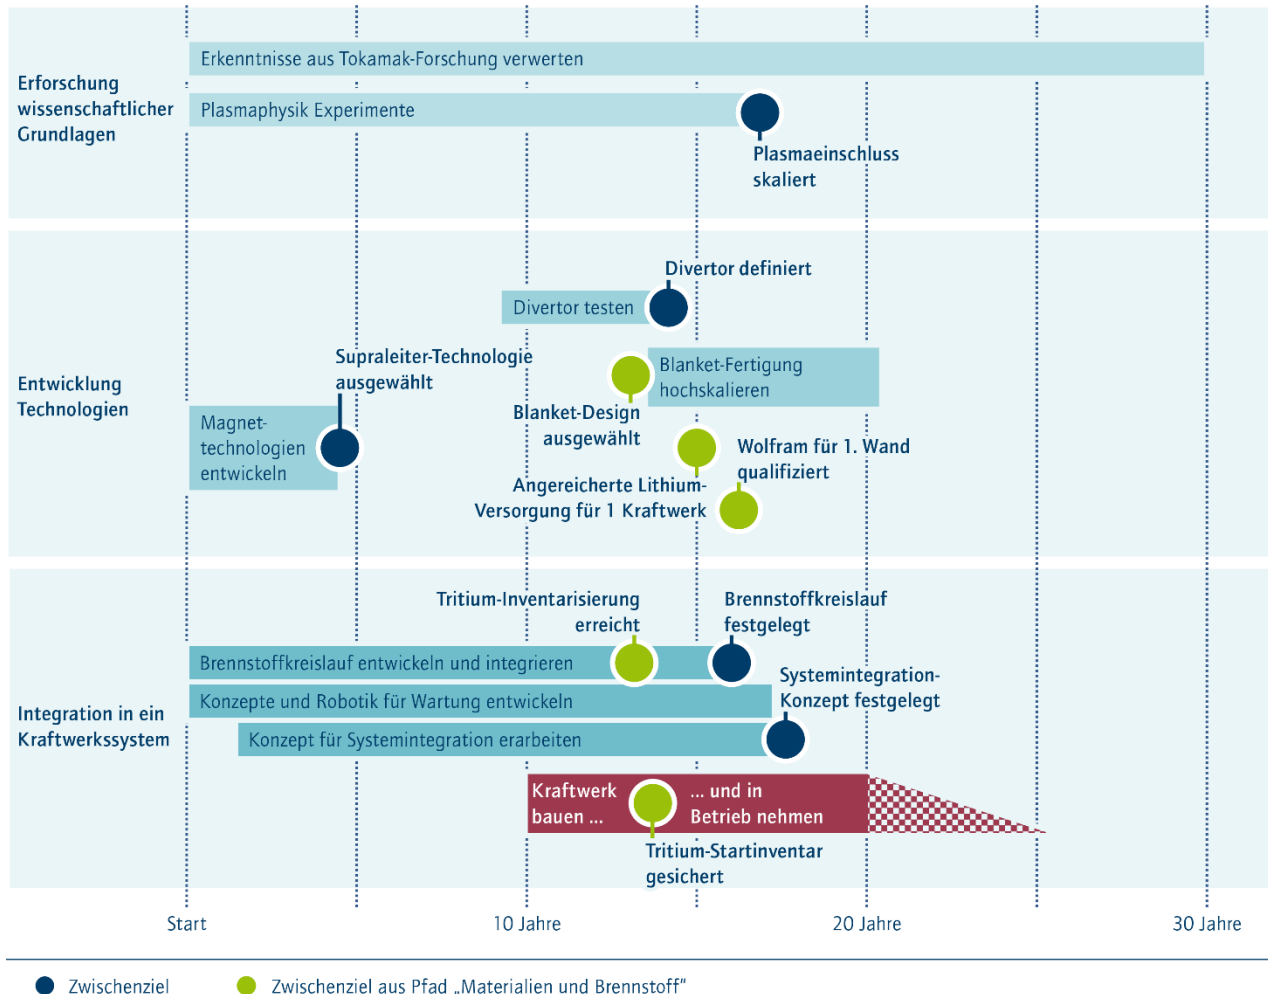 Erforschung
wissenschaftlicher
Grundlagen
Erkenntnisse aus Tokamak-Forschung verwerten
Plasmaphysik Experimente
Plasmaeinschluss
skaliert
Entwicklung
Technologien
Divertor definiert
Divertor testen
Supraleiter-Technologie
ausgewählt
Blanket-Fertigung
hochskalieren
Magnet-
technologien
entwickeln
Blanket-Design
ausgewählt
Wolfram für 1. Wand
qualifiziert
Angereicherte Lithium-
Versorgung für 1 Kraftwerk
Integration in ein
Kraftwerkssystem
Tritium-Inventarisierung
erreicht
Brennstoffkreislauf
festgelegt
Brennstoffkreislauf entwickeln und integrieren
Systemintegration-
Konzept festgelegt
Konzepte und Robotik für Wartung entwickeln
Konzept für Systemintegration erarbeiten
Kraftwerk
bauen ...
... und in
Betrieb nehmen
Tritium-Startinventar
gesichert
Start
10 Jahre
20 Jahre
30 Jahre
Zwischenziel
Zwischenziel aus Pfad „Materialien und Brennstoff"